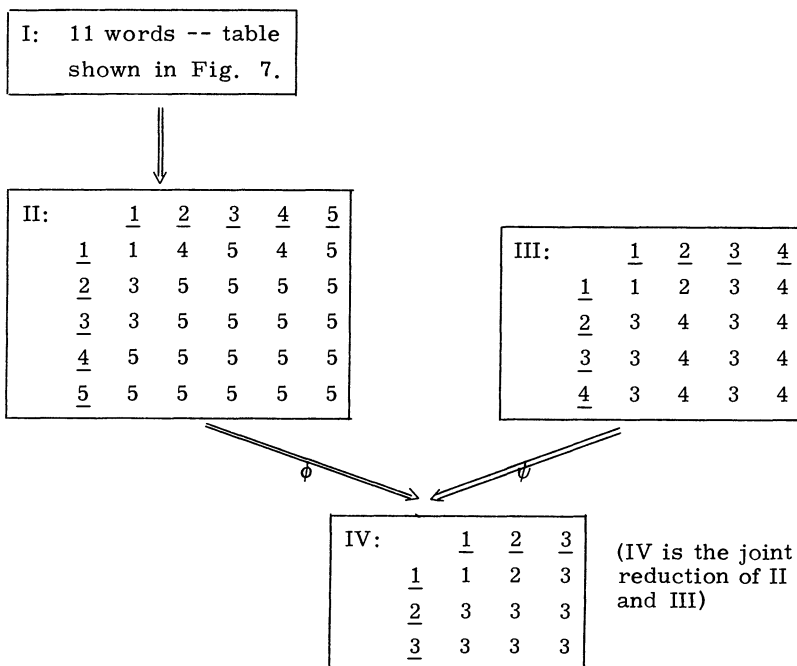 I: 11 words -- table
shown in Fig. 7.
II: 1 2 3 4 5
1 1 4 5 4 5
2 3 5 5 5 5
3 3 5 5 5 5
4 5 5 5 5 5
5 5 5 5 5 5
III: 1 2 3 4
1 1 2 3 4
2 3 4 3 4
3 3 4 3 4
4 3 4 3 4
ϕ ψ
IV: 1 2 3
1 1 2 3
2 3 3 3
3 3 3 3
(IV is the joint
reduction of II
and III)